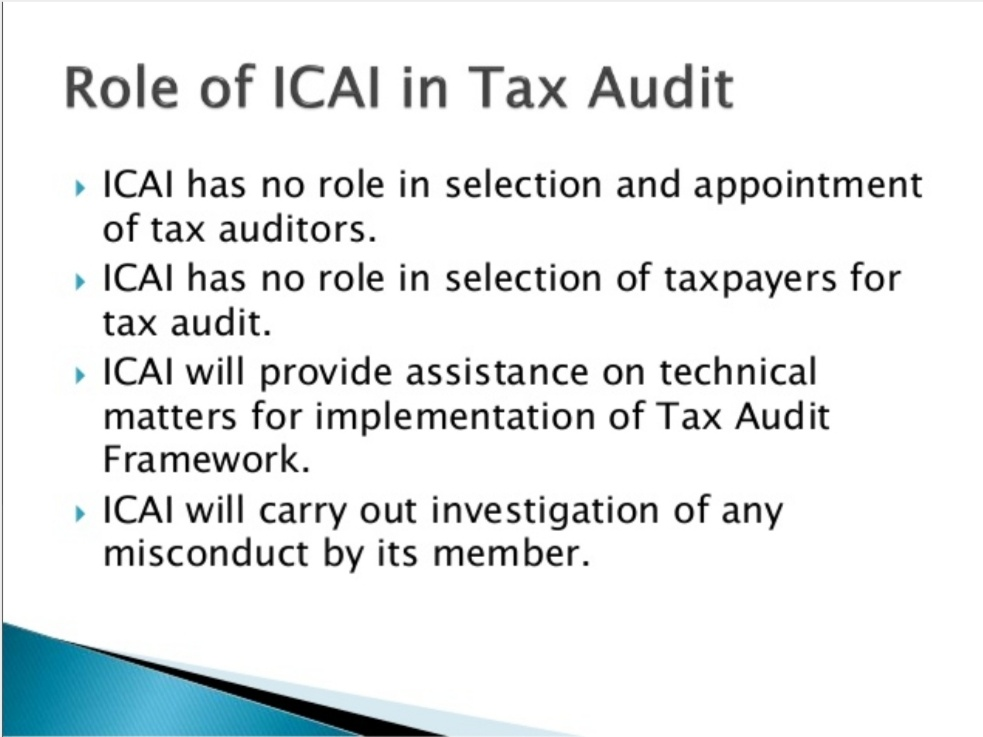 Role of ICAI in Tax Audit
ICAI has no role in selection and appointment
of tax auditors.
ICAI has no role in selection of taxpayers for
tax audit.
ICAI will provide assistance on technical
matters for implementation of Tax Audit
Framework.
ICAI will carry out investigation of any
misconduct by its member.